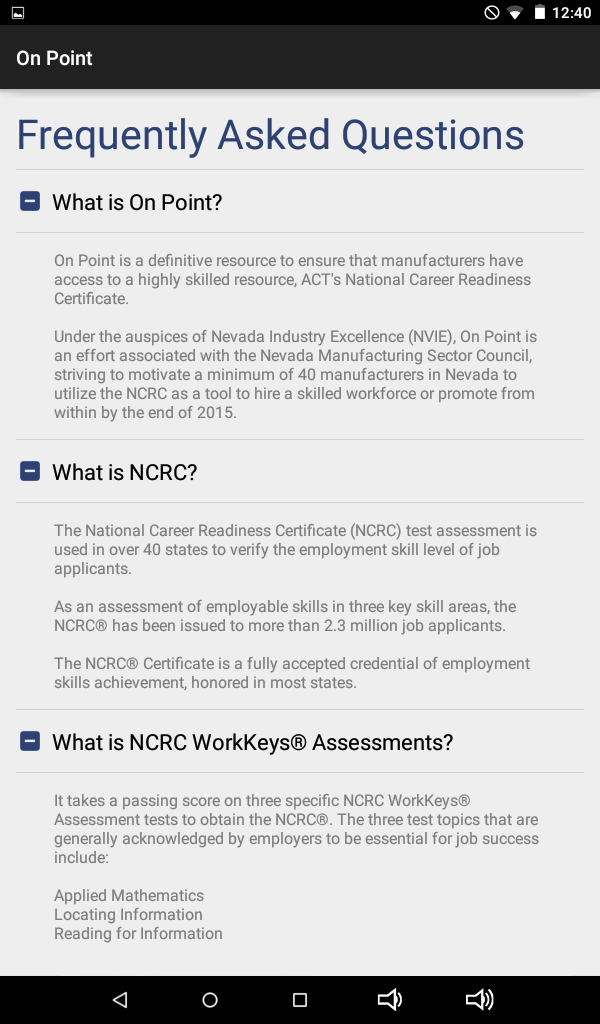 12:40
On Point
Frequently Asked Questions
What is On Point?
On Point is a definitive resource to ensure that manufacturers have
access to a highly skilled resource, ACT's National Career Readiness
Certificate.
Under the auspices of Nevada Industry Excellence (NVIE), On Point is
an effort associated with the Nevada Manufacturing Sector Council,
striving to motivate a minimum of 40 manufacturers in Nevada to
utilize the NCRC as a tool to hire a skilled workforce or promote from
within by the end of 2015.
What is NCRC?
The National Career Readiness Certificate (NCRC) test assessment is
used in over 40 states to verify the employment skill level of job
applicants.
As an assessment of employable skills in three key skill areas, the
NCRC® has been issued to more than 2.3 million job applicants.
The NCRC® Certificate is a fully accepted credential of employment
skills achievement, honored in most states.
What is NCRC WorkKeys® Assessments?
It takes a passing score on three specific NCRC WorkKeys®
Assessment tests to obtain the NCRC®. The three test topics that are
generally acknowledged by employers to be essential for job success
include:
Applied Mathematics
Locating Information
Reading for Information